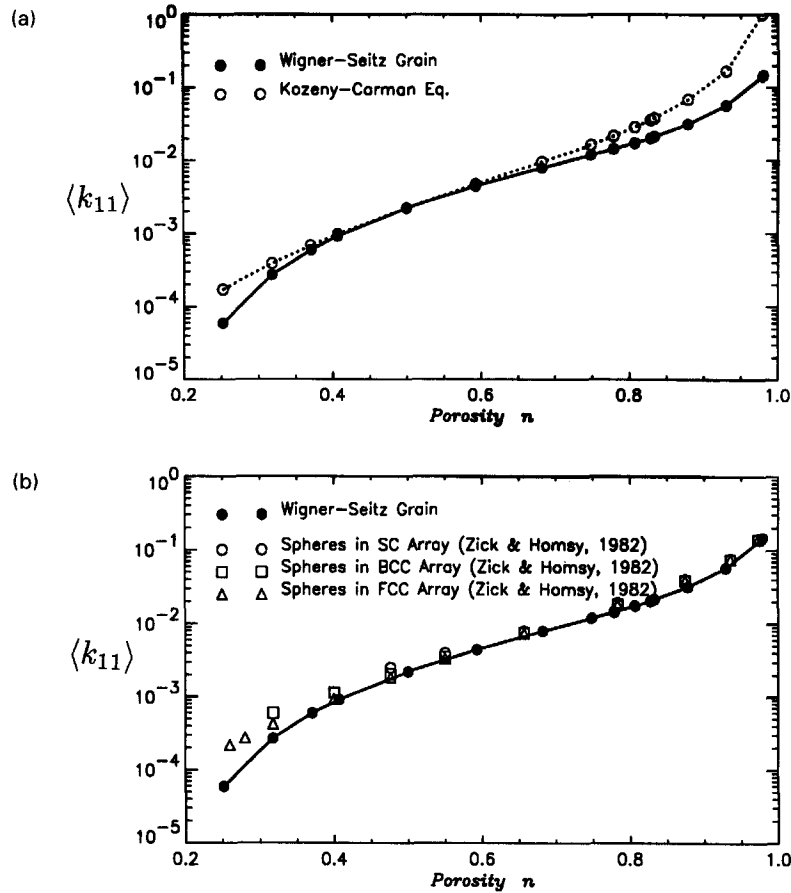 (a)
10^0
10^-1
10^-2
10^-3
10^-4
10^-5
⟨k11⟩
Wigner-Seitz Grain
Kozeny-Carman Eq.
0.2 0.4 0.6 0.8 1.0
Porosity n
(b)
10^0
10^-1
10^-2
10^-3
10^-4
10^-5
⟨k11⟩
Wigner-Seitz Grain
Spheres in SC Array (Zick & Homsy, 1982)
Spheres in BCC Array (Zick & Homsy, 1982)
Spheres in FCC Array (Zick & Homsy, 1982)
0.2 0.4 0.6 0.8 1.0
Porosity n